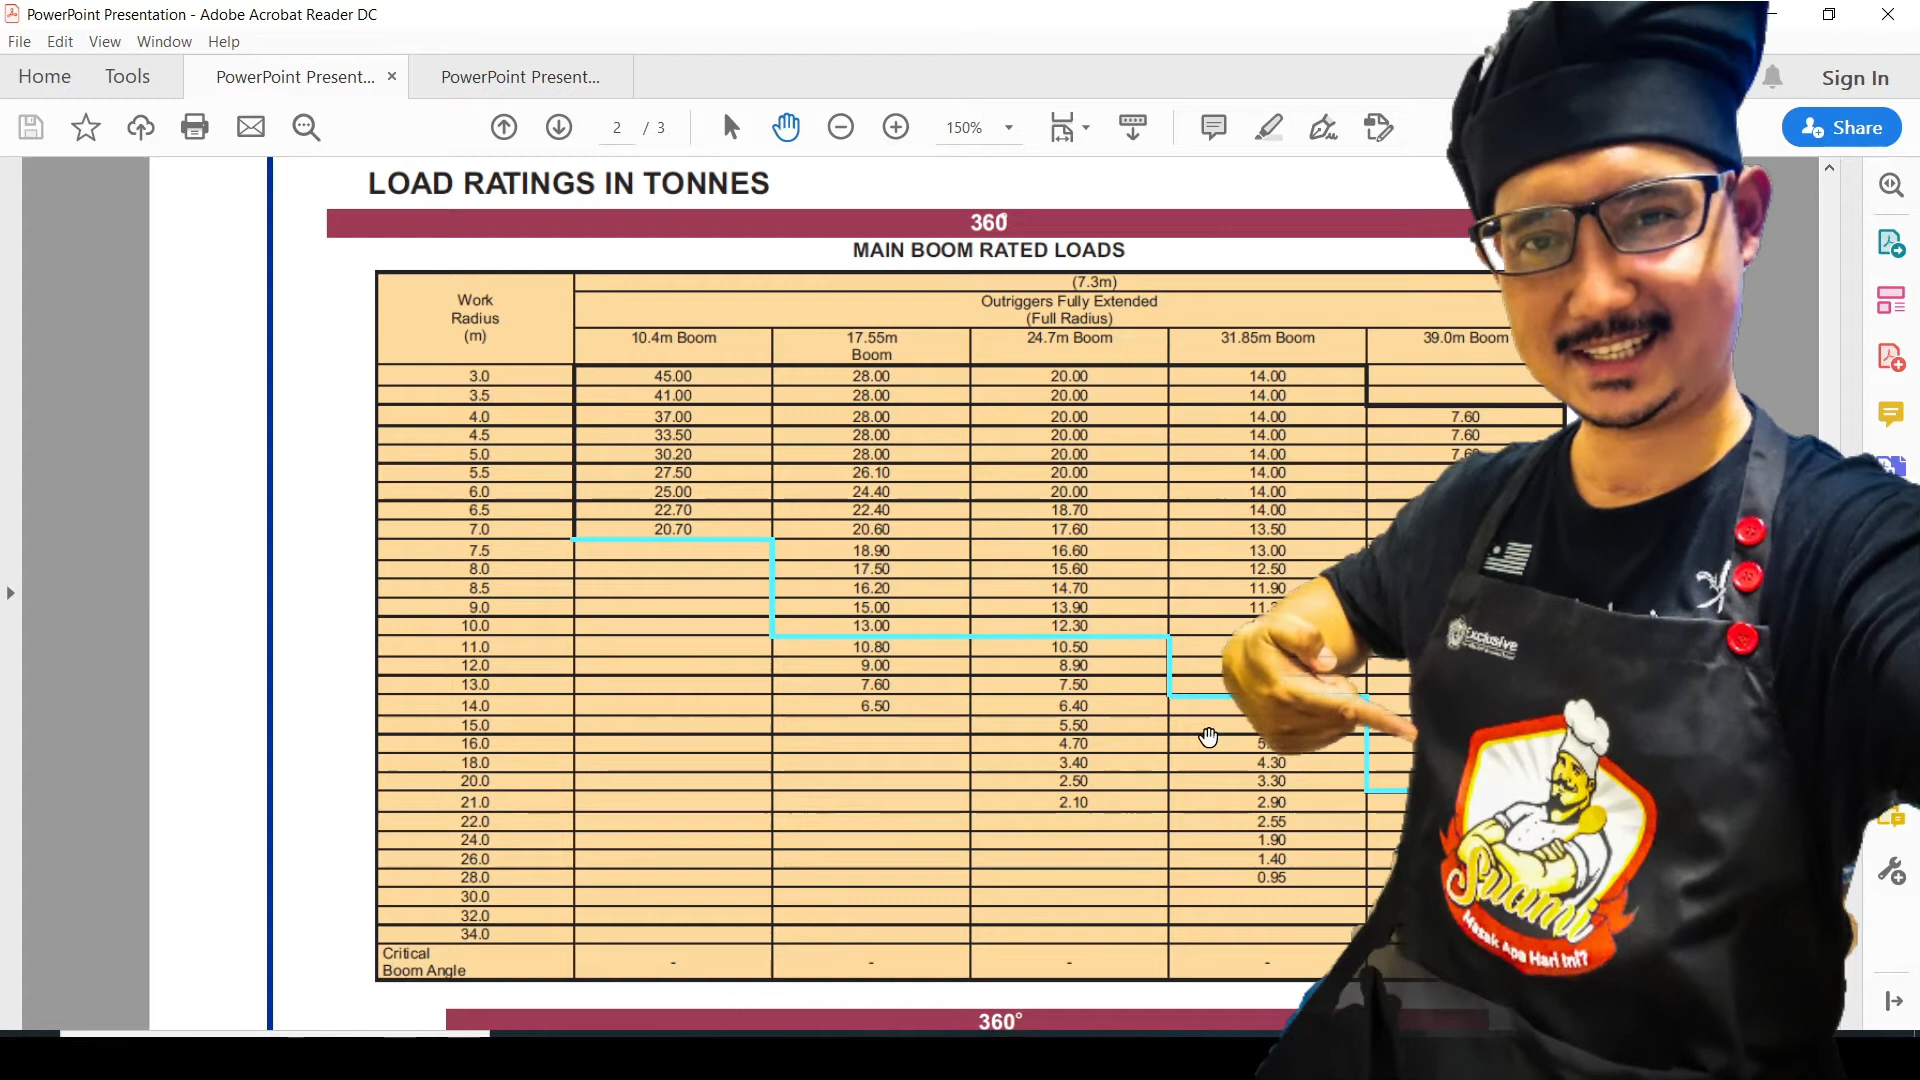 PowerPoint Presentation - Adobe Acrobat Reader DC
File Edit View Window Help
Home Tools PowerPoint Present... × PowerPoint Present... Sign In
2 / 3 150% Share
LOAD RATINGS IN TONNES
360°
MAIN BOOM RATED LOADS
(7.3m)
Work Outriggers Fully Extended
Radius (Full Radius)
(m) 10.4m Boom 17.55m 24.7m Boom 31.85m Boom 39.0m Boom
Boom
3.0 45.00 28.00 20.00 14.00
3.5 41.00 28.00 20.00 14.00
4.0 37.00 28.00 20.00 14.00 7.60
4.5 33.50 28.00 20.00 14.00 7.60
5.0 30.20 28.00 20.00 14.00
5.5 27.50 26.10 20.00 14.00
6.0 25.00 24.40 20.00 14.00
6.5 22.70 22.40 18.70 14.00
7.0 20.70 20.60 17.60 13.50
7.5 18.90 16.60 13.00
8.0 17.50 15.60 12.50
8.5 16.20 14.70 11.90
9.0 15.00 13.90
10.0 13.00 12.30
11.0 10.80 10.50
12.0 9.00 8.90
13.0 7.60 7.50
14.0 6.50 6.40
15.0 5.50
16.0 4.70
18.0 3.40 4.30
20.0 2.50 3.30
21.0 2.10 2.90
22.0 2.55
24.0 1.90
26.0 1.40
28.0 0.95
30.0
32.0
34.0
Critical
Boom Angle - - - -
360°
Exclusive
Suami
Masak Apa Hari Ini?